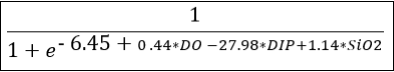 1
1 + e - 6.45 + 0.44*DO −27.98*DIP+1.14*SiO2